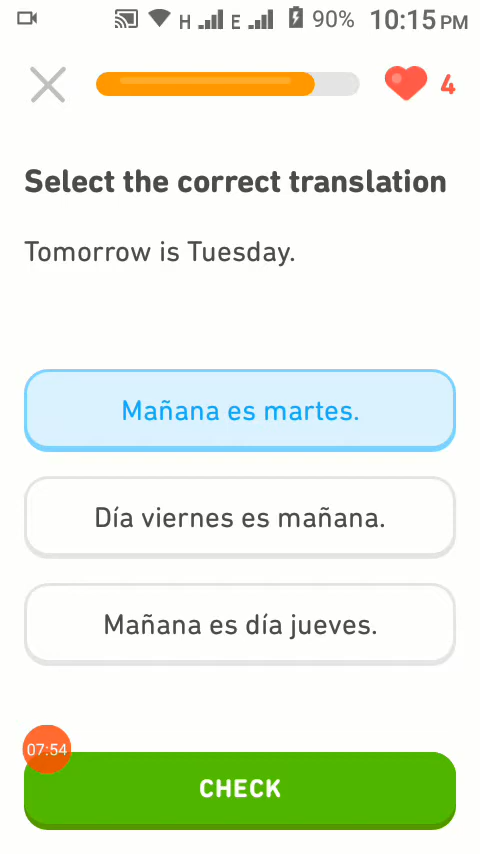 H E 90% 10:15 PM
4
Select the correct translation
Tomorrow is Tuesday.
Mañana es martes.
Día viernes es mañana.
Mañana es día jueves.
07:54
CHECK